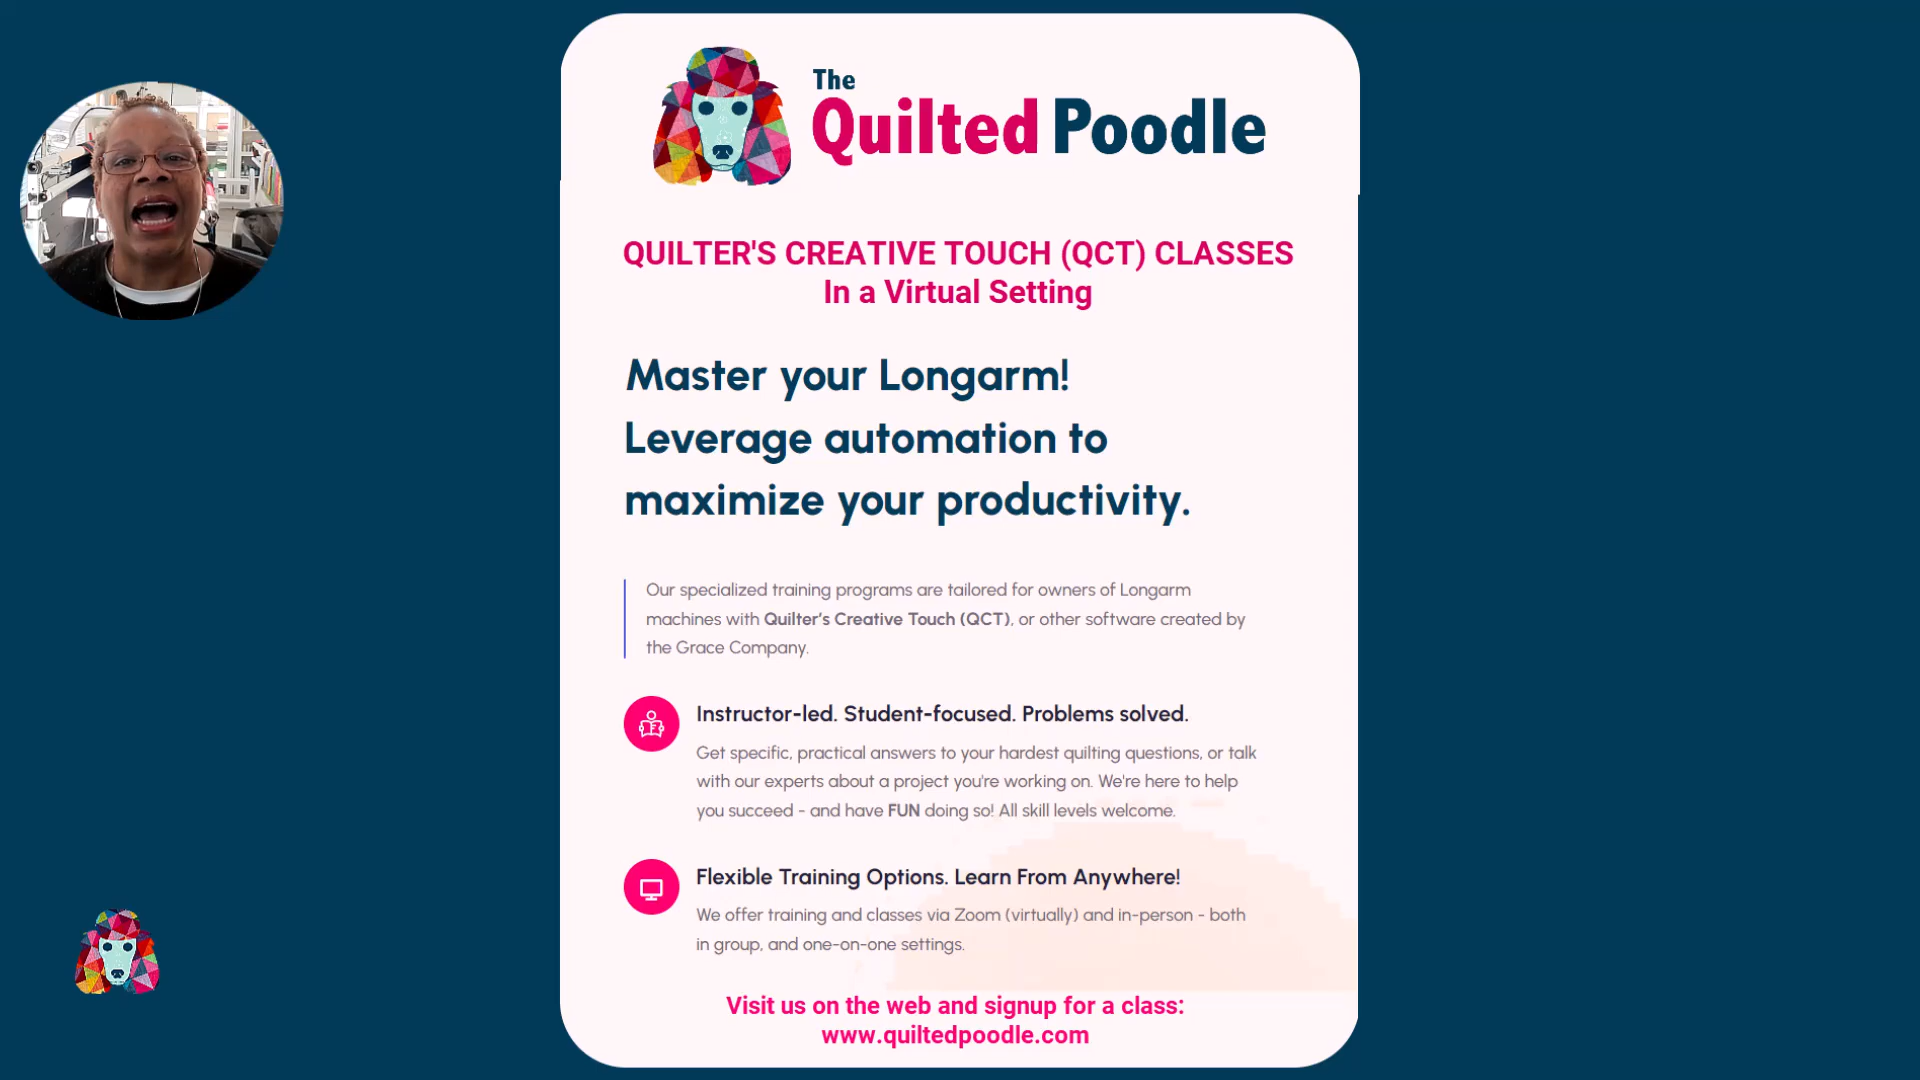 The
Quilted Poodle
QUILTER'S CREATIVE TOUCH (QCT) CLASSES
In a Virtual Setting
Master your Longarm!
Leverage automation to
maximize your productivity.
Our specialized training programs are tailored for owners of Longarm
machines with Quilter's Creative Touch (QCT), or other software created by
the Grace Company.
Instructor-led. Student-focused. Problems solved.
Get specific, practical answers to your hardest quilting questions, or talk
with our experts about a project you're working on. We're here to help
you succeed - and have FUN doing so! All skill levels welcome.
Flexible Training Options. Learn From Anywhere!
We offer training and classes via Zoom (virtually) and in-person - both
in group, and one-on-one settings.
Visit us on the web and signup for a class:
www.quiltedpoodle.com